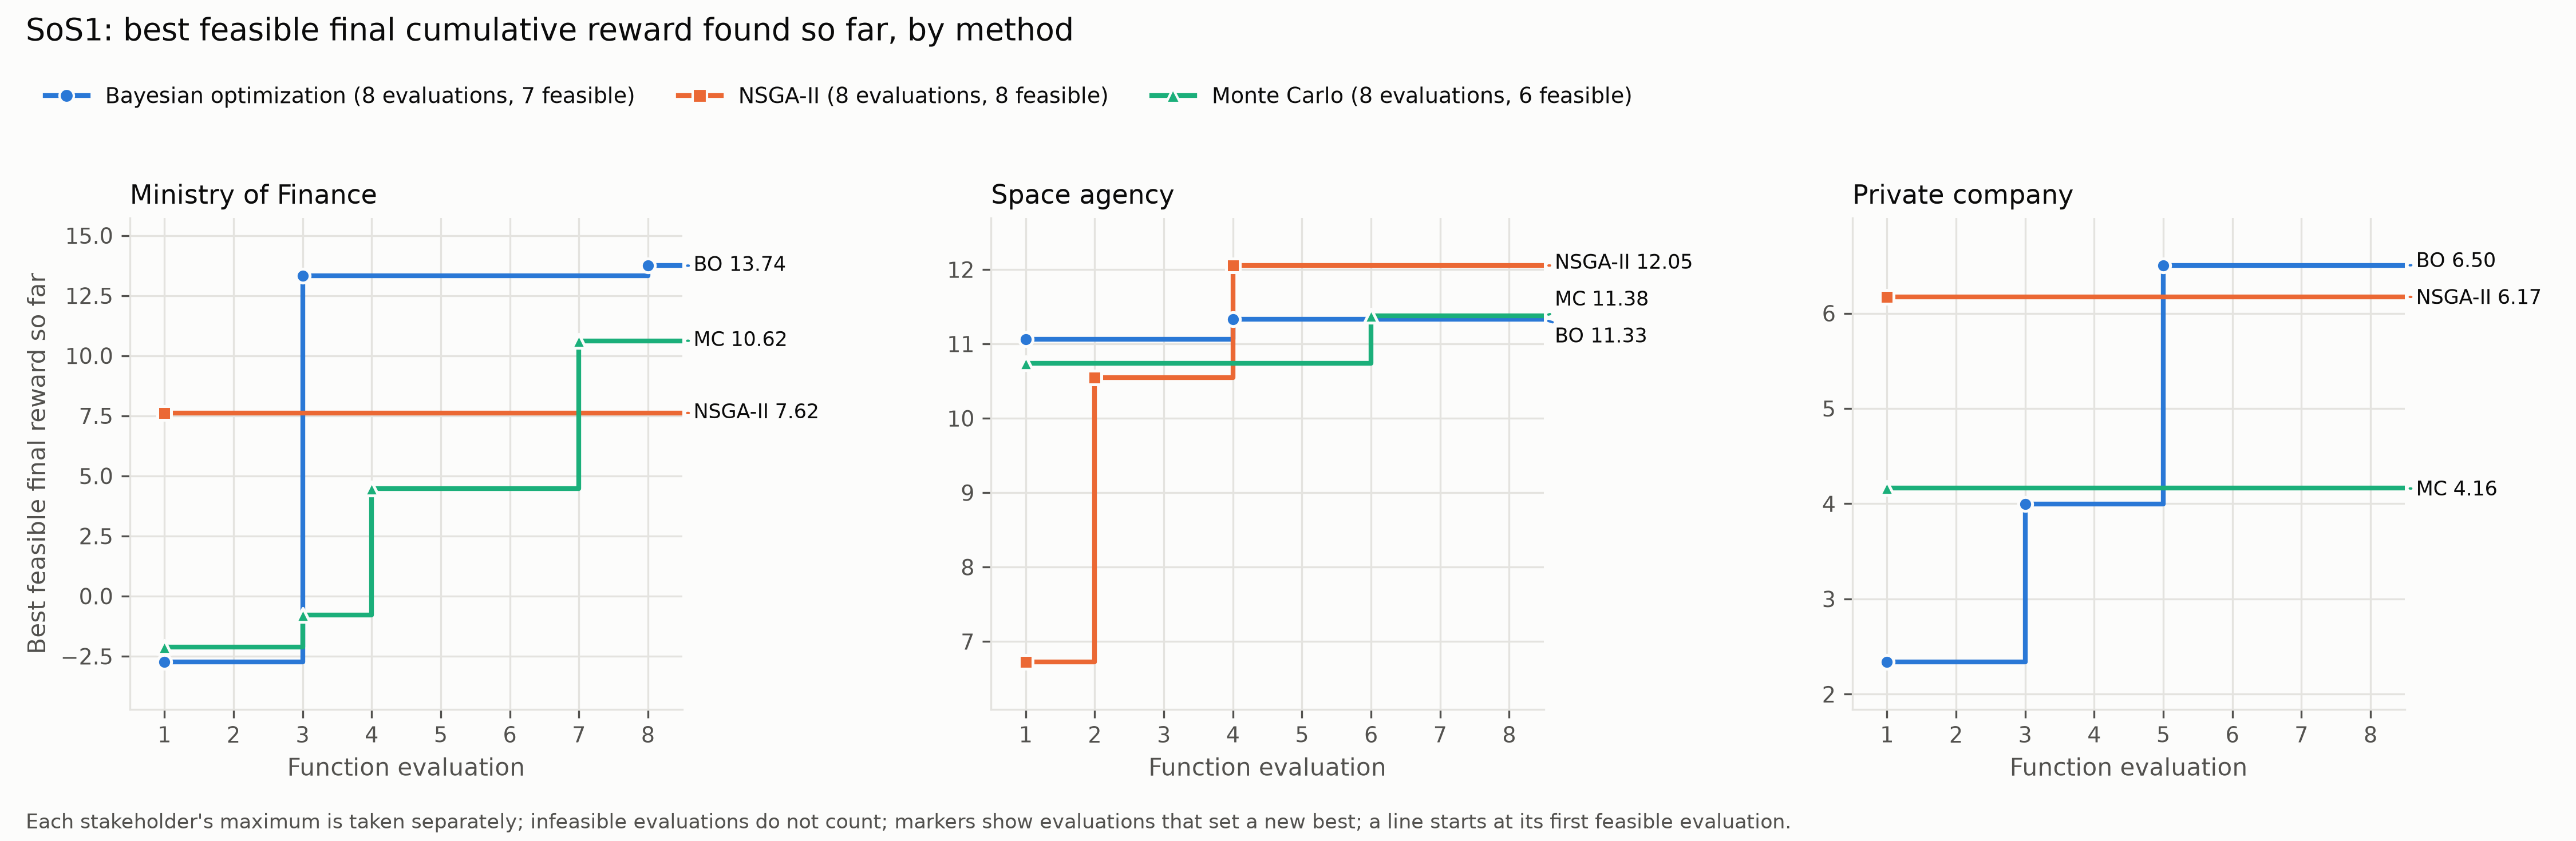 SoS1: best feasible final cumulative reward found so far, by method
Bayesian optimization (8 evaluations, 7 feasible)
NSGA-II (8 evaluations, 8 feasible)
Monte Carlo (8 evaluations, 6 feasible)
Ministry of Finance
Best feasible final reward so far
15.0
12.5
10.0
7.5
5.0
2.5
0.0
−2.5
BO 13.74
MC 10.62
NSGA-II 7.62
1 2 3 4 5 6 7 8
Function evaluation
Space agency
12
11
10
9
8
7
NSGA-II 12.05
MC 11.38
BO 11.33
1 2 3 4 5 6 7 8
Function evaluation
Private company
6
5
4
3
2
BO 6.50
NSGA-II 6.17
MC 4.16
1 2 3 4 5 6 7 8
Function evaluation
Each stakeholder's maximum is taken separately; infeasible evaluations do not count; markers show evaluations that set a new best; a line starts at its first feasible evaluation.